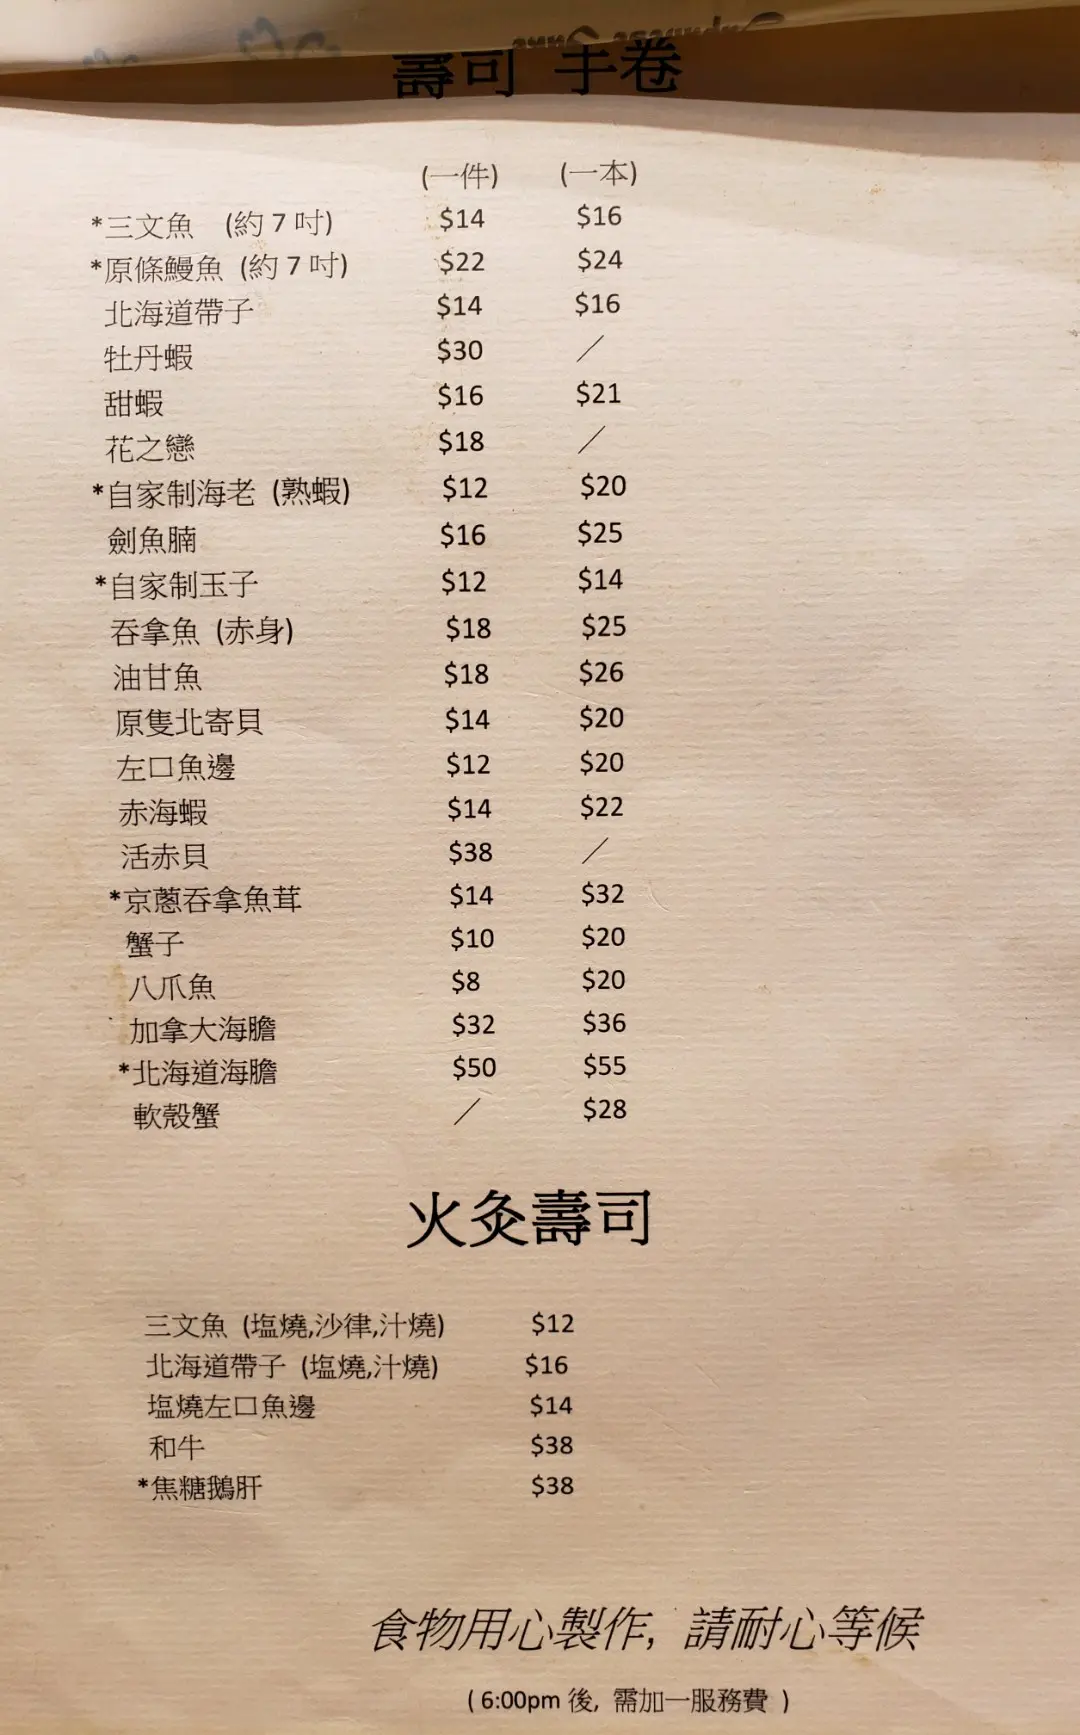 壽司 手卷
(一件) (一本)
*三文魚 (約 7 吋) $14 $16
*原條鰻魚 (約 7 吋) $22 $24
北海道帶子 $14 $16
牡丹蝦 $30 ／
甜蝦 $16 $21
花之戀 $18 ／
*自家制海老 (熟蝦) $12 $20
劍魚腩 $16 $25
*自家制玉子 $12 $14
吞拿魚 (赤身) $18 $25
油甘魚 $18 $26
原隻北寄貝 $14 $20
左口魚邊 $12 $20
赤海蝦 $14 $22
活赤貝 $38 ／
*京蔥吞拿魚茸 $14 $32
蟹子 $10 $20
八爪魚 $8 $20
加拿大海膽 $32 $36
*北海道海膽 $50 $55
軟殼蟹 ／ $28
火灸壽司
三文魚 (塩燒,沙律,汁燒) $12
北海道帶子 (塩燒,汁燒) $16
塩燒左口魚邊 $14
和牛 $38
*焦糖鵝肝 $38
食物用心製作, 請耐心等候
( 6:00pm 後, 需加一服務費 )